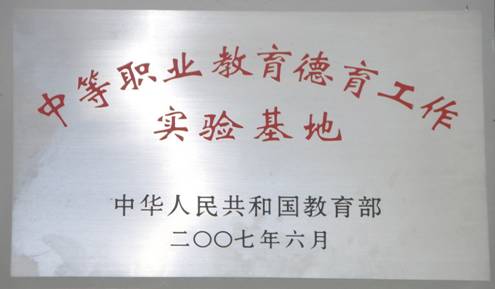 中等职业教育德育工作
实验基地
中华人民共和国教育部
二〇〇七年六月